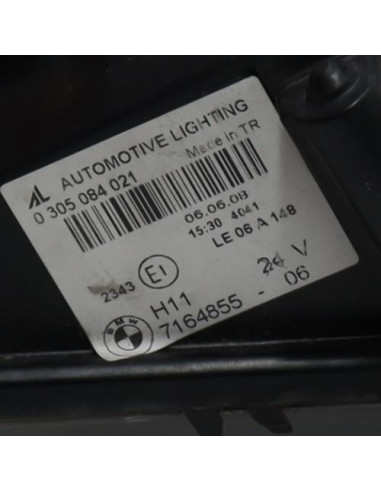 AL AUTOMOTIVE LIGHTING
0 305 084 021 Made in TR
06.06.08
15:30 4041
LE 06 A 148
2343 E1
H11 24 V
BMW 7164855 - 06